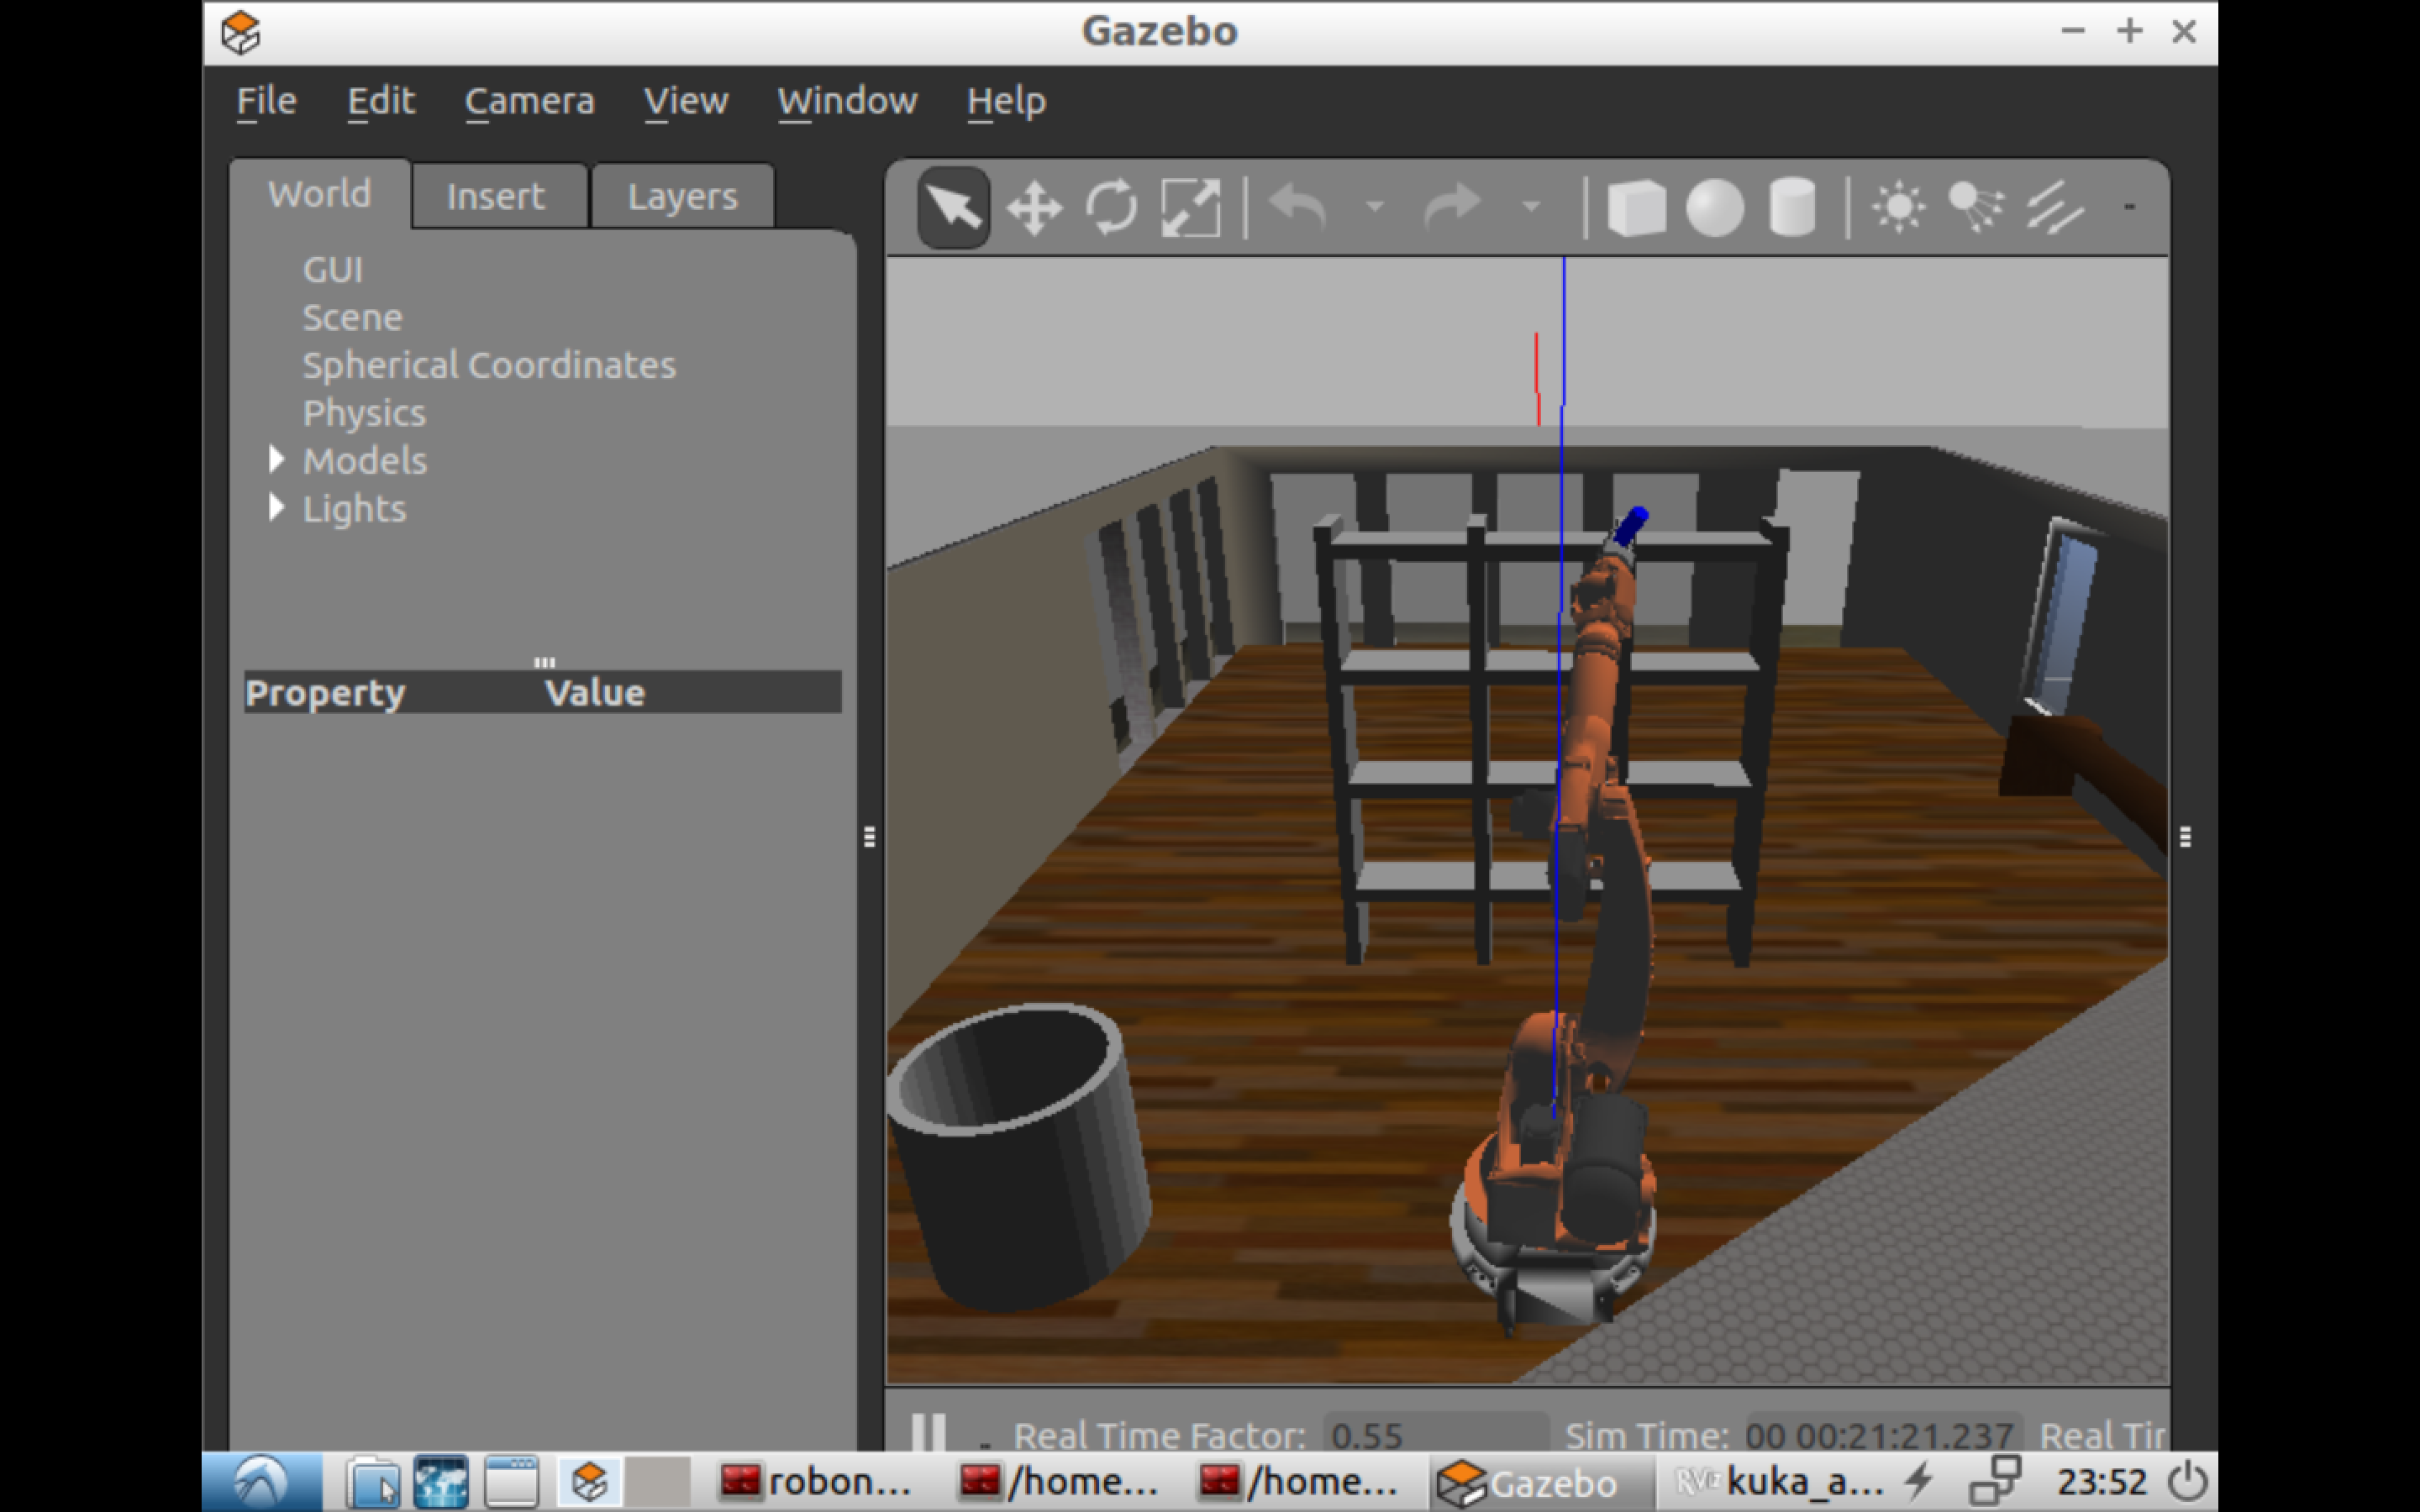 Gazebo
File Edit Camera View Window Help
World Insert Layers
GUI
Scene
Spherical Coordinates
Physics
Models
Lights
Property Value
Real Time Factor: 0.55 Sim Time: 00 00:21:21.237 Real Tir
robon... /home... /home... Gazebo RViz kuka_a... 23:52